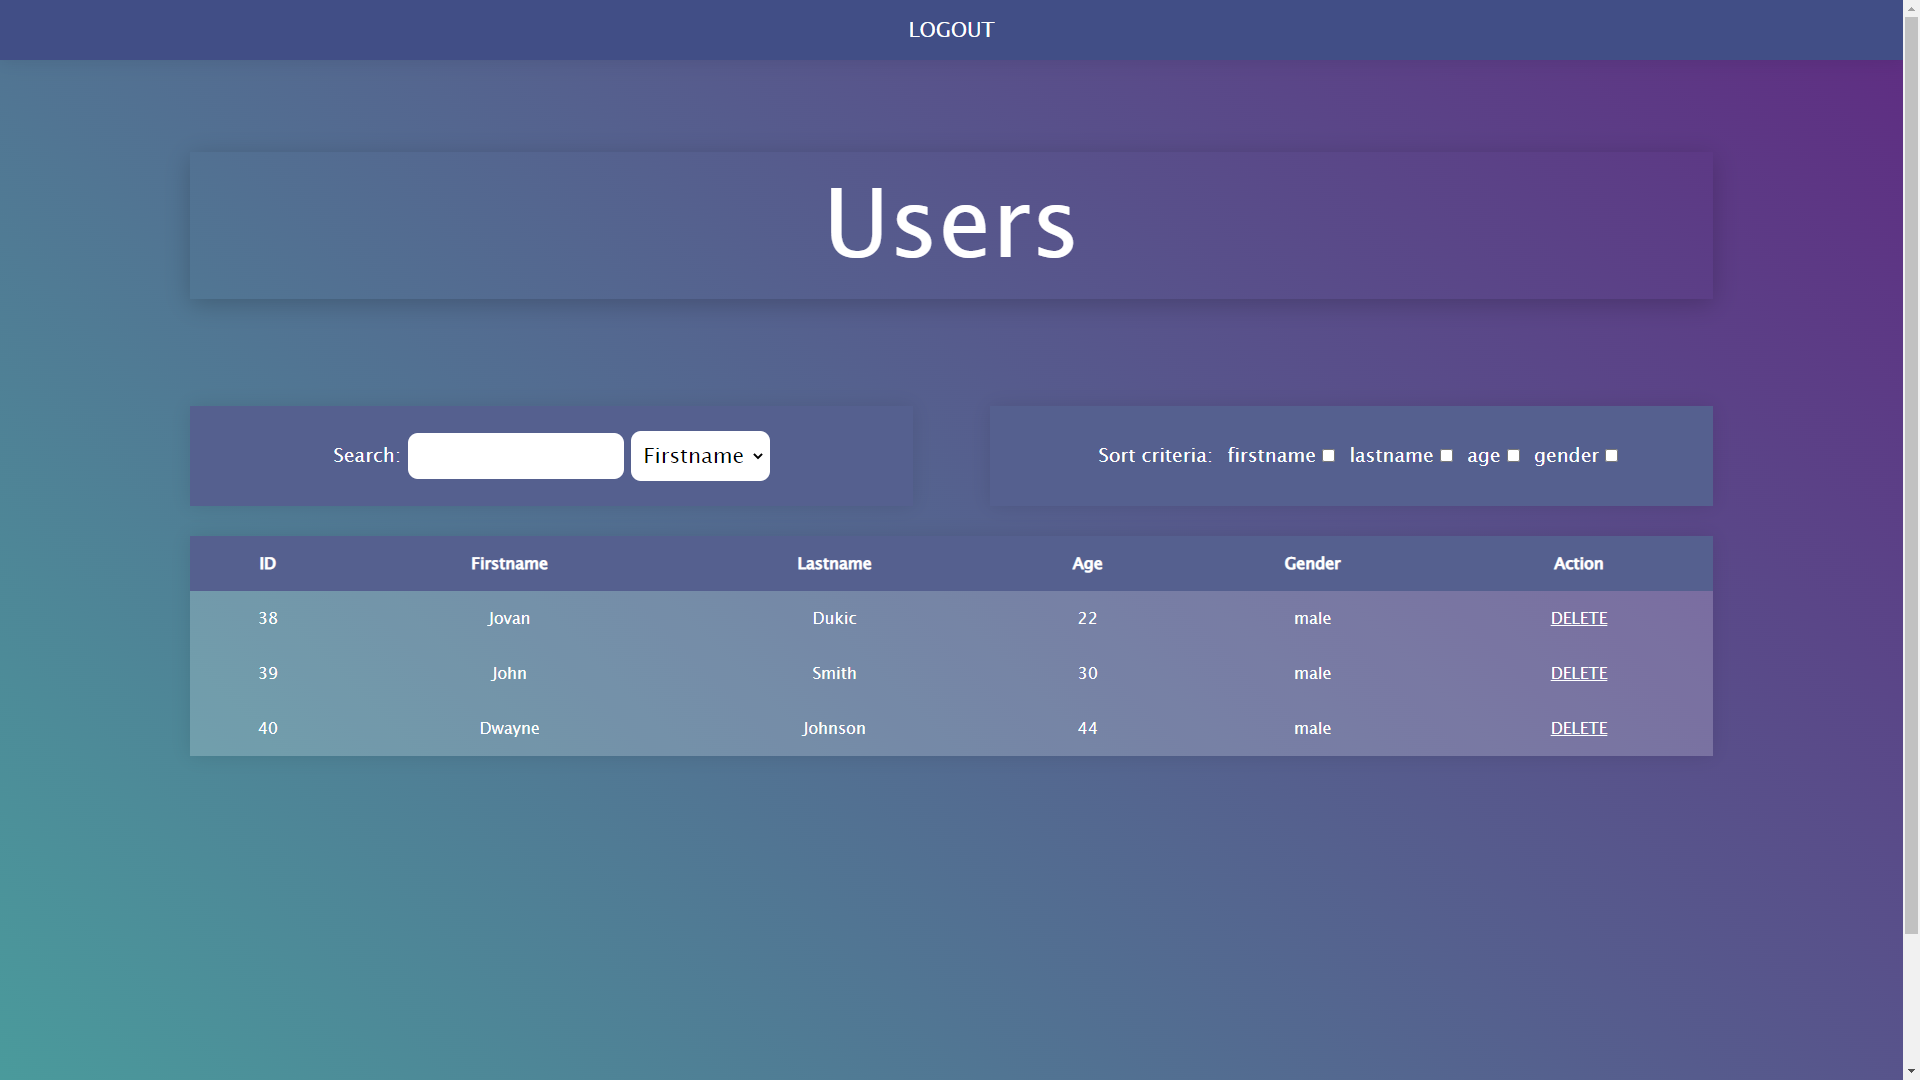 LOGOUT
Users
Search: Firstname
Sort criteria: firstname lastname age gender
ID Firstname Lastname Age Gender Action
38 Jovan Dukic 22 male DELETE
39 John Smith 30 male DELETE
40 Dwayne Johnson 44 male DELETE